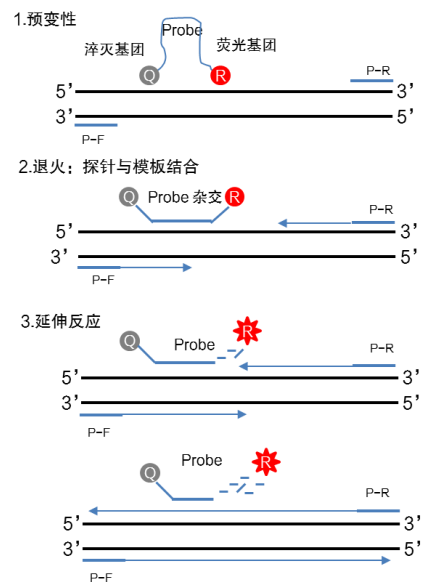 1.预变性
淬灭基团
Probe
荧光基团
Q
R
P-R
5’
3’
3’
5’
P-F
2.退火：探针与模板结合
Q
Probe 杂交
R
P-R
5’
3’
3’
5’
P-F
3.延伸反应
Q
Probe
R
P-R
5’
3’
3’
5’
P-F
Probe
Q
R
P-R
5’
3’
3’
5’
P-F